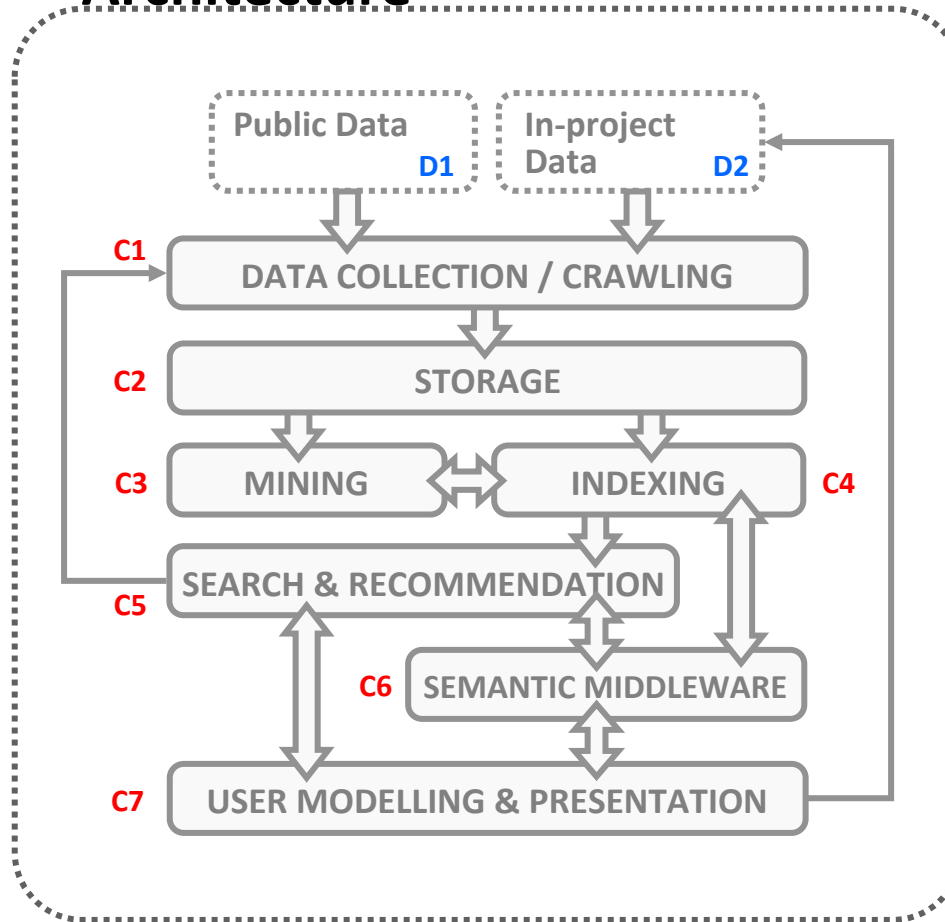 Architecture
Public Data
D1
In-project
Data
D2
C1
DATA COLLECTION / CRAWLING
C2
STORAGE
C3
MINING
INDEXING
C4
SEARCH & RECOMMENDATION
C5
C6
SEMANTIC MIDDLEWARE
C7
USER MODELLING & PRESENTATION